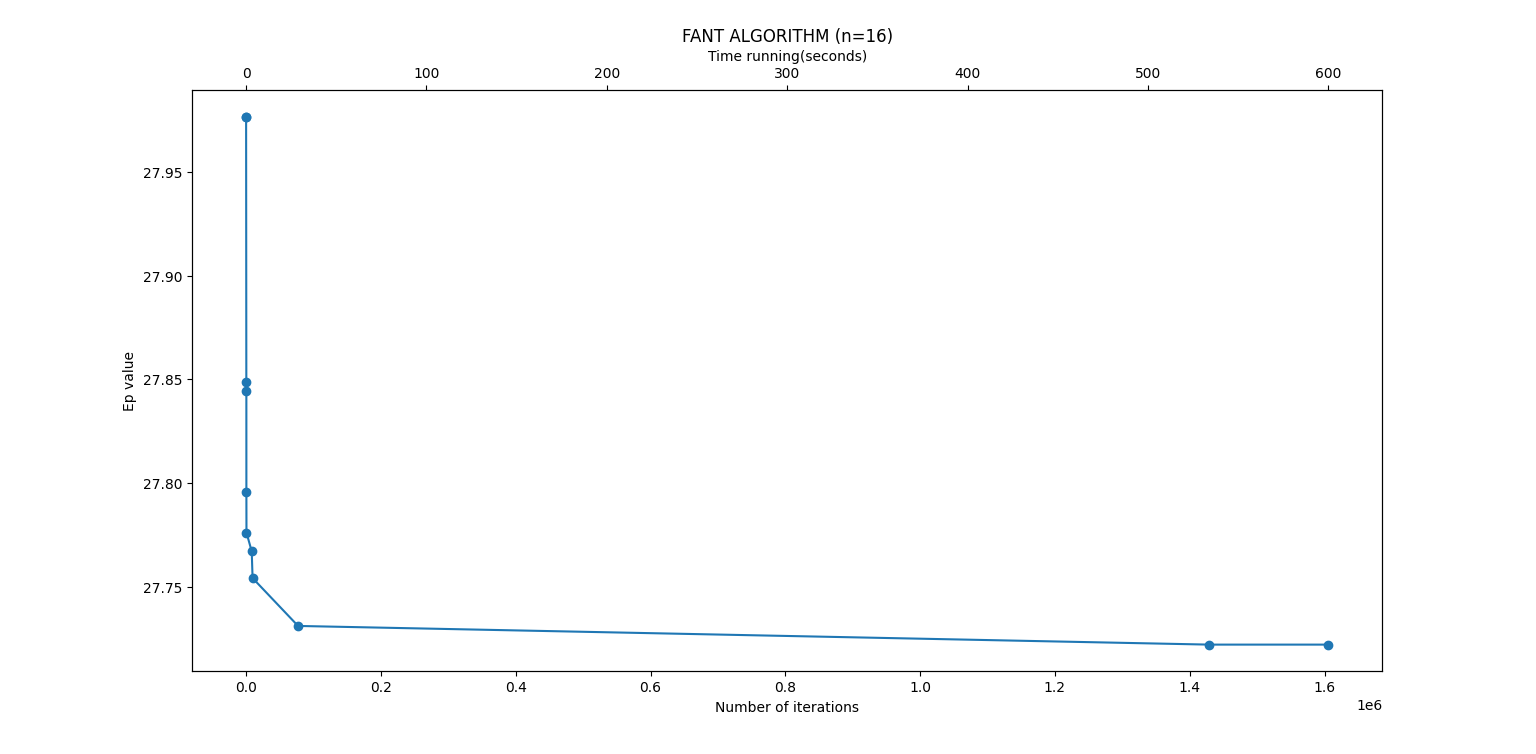 FANT ALGORITHM (n=16)
Time running(seconds)
0 100 200 300 400 500 600
27.95
27.90
27.85
27.80
27.75
Ep value
0.0 0.2 0.4 0.6 0.8 1.0 1.2 1.4 1.6
1e6
Number of iterations